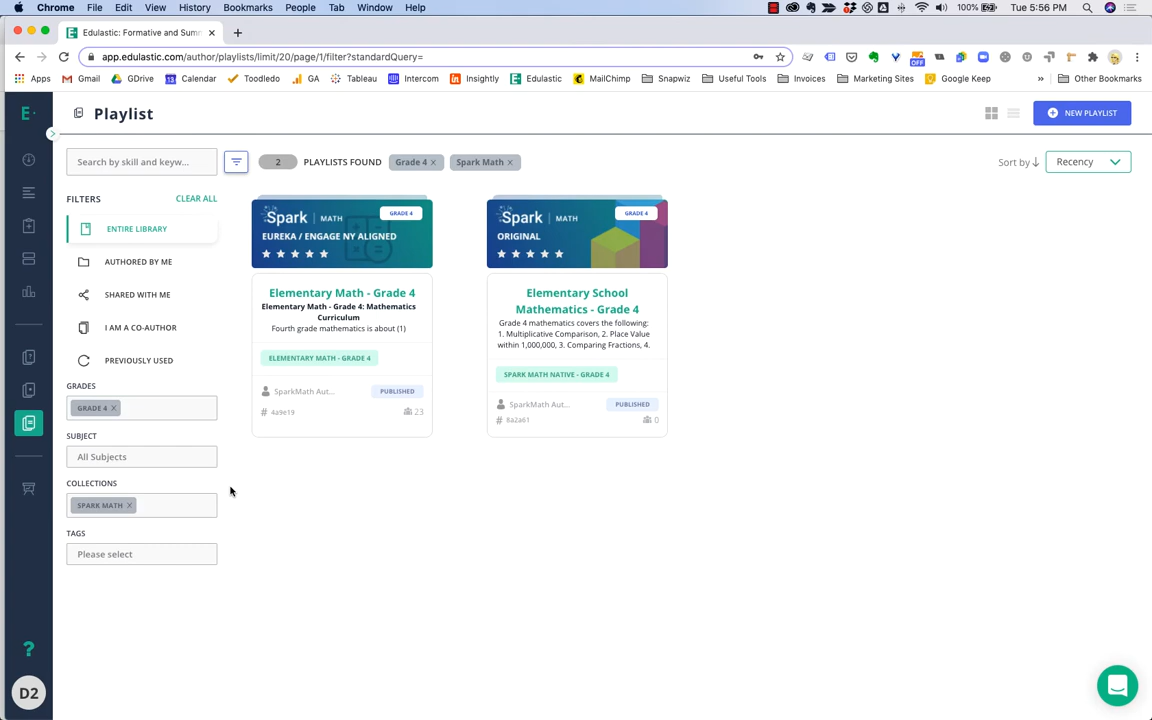 Chrome File Edit View History Bookmarks People Tab Window Help
100% Tue 5:56 PM
Edulastic: Formative and Summ
app.edulastic.com/author/playlists/limit/20/page/1/filter?standardQuery=
OFF
Apps Gmail GDrive Calendar Toodledo GA Tableau Intercom Insightly Edulastic MailChimp Snapwiz Useful Tools Invoices Marketing Sites Google Keep » Other Bookmarks
Playlist
NEW PLAYLIST
Search by skill and keyw...
2 PLAYLISTS FOUND Grade 4 × Spark Math ×
Sort by Recency
FILTERS CLEAR ALL
ENTIRE LIBRARY
AUTHORED BY ME
SHARED WITH ME
I AM A CO-AUTHOR
PREVIOUSLY USED
GRADES
GRADE 4 ×
SUBJECT
All Subjects
COLLECTIONS
SPARK MATH ×
TAGS
Please select
Spark | MATH GRADE 4
EUREKA / ENGAGE NY ALIGNED
Elementary Math - Grade 4
Elementary Math - Grade 4: Mathematics
Curriculum
Fourth grade mathematics is about (1)
ELEMENTARY MATH - GRADE 4
SparkMath Aut... PUBLISHED
# 4a9e19 23
Spark | MATH GRADE 4
ORIGINAL
Elementary School
Mathematics - Grade 4
Grade 4 mathematics covers the following:
1. Multiplicative Comparison, 2. Place Value
within 1,000,000, 3. Comparing Fractions, 4.
SPARK MATH NATIVE - GRADE 4
SparkMath Aut... PUBLISHED
# 8a2a61 0
?
D2